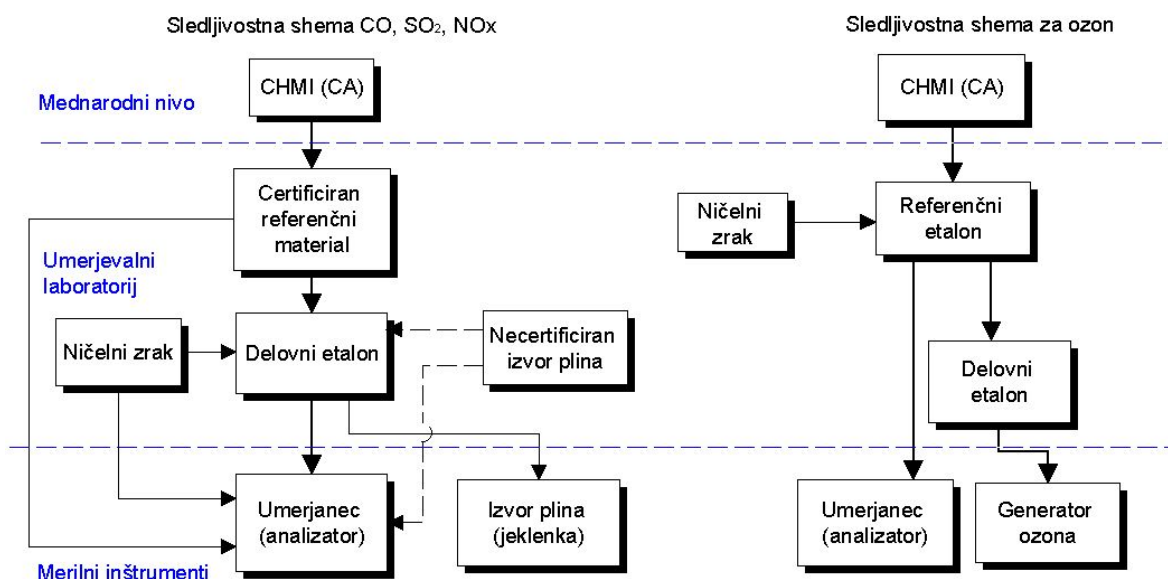 Sledljivostna shema CO, SO₂, NOx
Sledljivostna shema za ozon
CHMI (CA)
CHMI (CA)
Mednarodni nivo
Certificiran
referenčni
material
Ničelni
zrak
Referenčni
etalon
Umerjevalni
laboratorij
Ničelni zrak
Delovni etalon
Necertificiran
izvor plina
Delovni
etalon
Umerjanec
(analizator)
Izvor plina
(jeklenka)
Umerjanec
(analizator)
Generator
ozona
Merilni inštrumenti